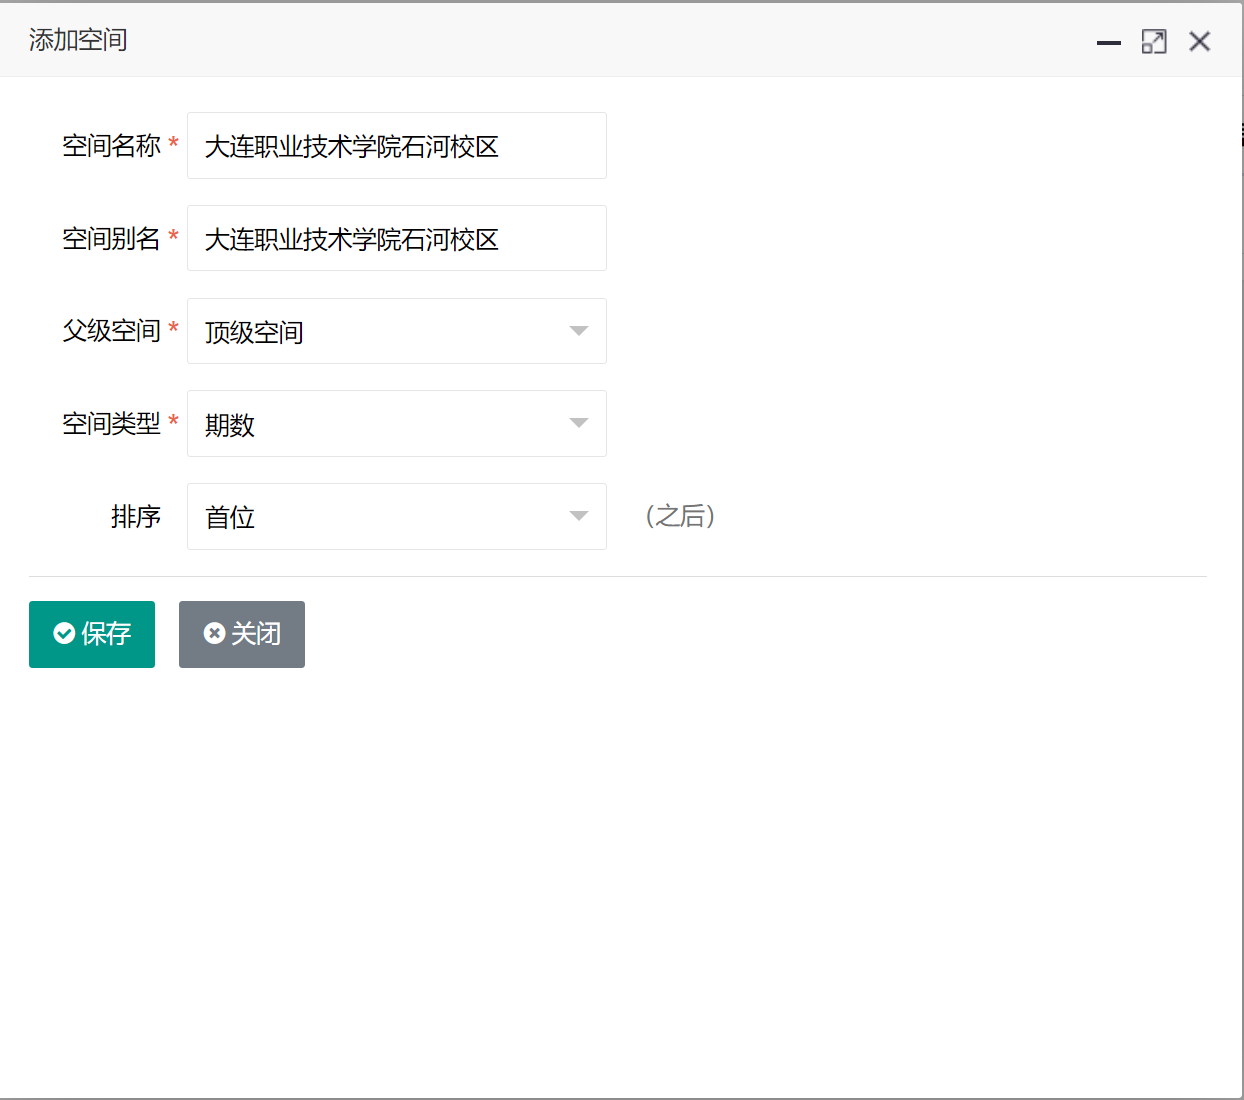 添加空间
空间名称 * 大连职业技术学院石河校区
空间别名 * 大连职业技术学院石河校区
父级空间 * 顶级空间
空间类型 * 期数
排序 首位 (之后)
保存 关闭